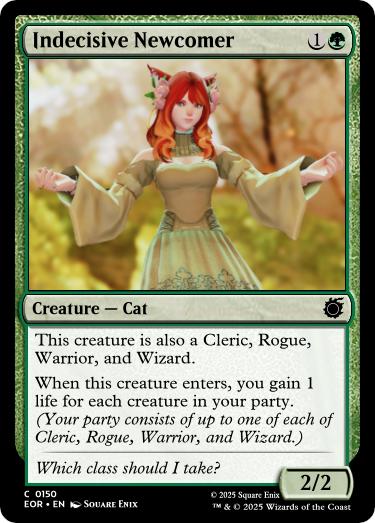 Indecisive Newcomer 1
Creature — Cat
This creature is also a Cleric, Rogue,
Warrior, and Wizard.
When this creature enters, you gain 1
life for each creature in your party.
(Your party consists of up to one of each of
Cleric, Rogue, Warrior, and Wizard.)
Which class should I take?
2/2
C 0150
EOR • EN SQUARE ENIX
© 2025 Square Enix
™ & © 2025 Wizards of the Coast